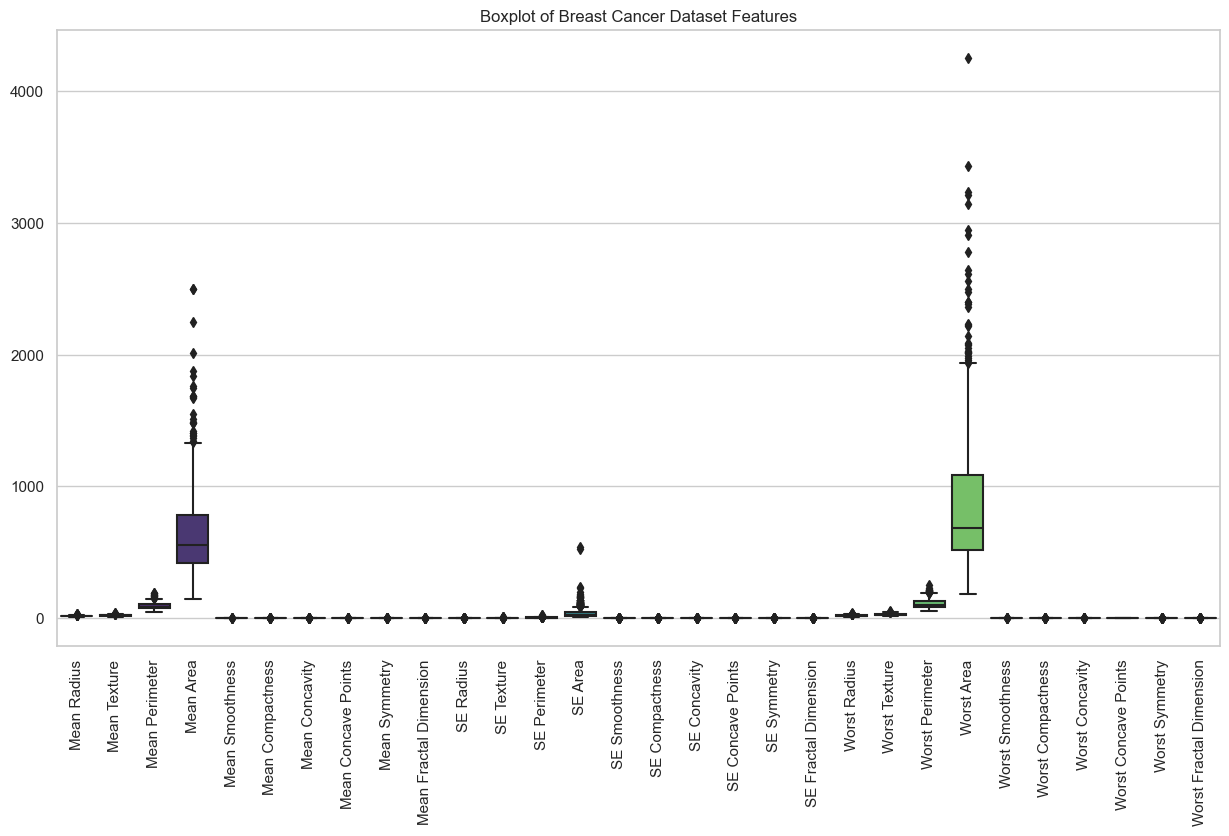 Boxplot of Breast Cancer Dataset Features
4000
3000
2000
1000
0
Mean Radius
Mean Texture
Mean Perimeter
Mean Area
Mean Smoothness
Mean Compactness
Mean Concavity
Mean Concave Points
Mean Symmetry
Mean Fractal Dimension
SE Radius
SE Texture
SE Perimeter
SE Area
SE Smoothness
SE Compactness
SE Concavity
SE Concave Points
SE Symmetry
SE Fractal Dimension
Worst Radius
Worst Texture
Worst Perimeter
Worst Area
Worst Smoothness
Worst Compactness
Worst Concavity
Worst Concave Points
Worst Symmetry
Worst Fractal Dimension